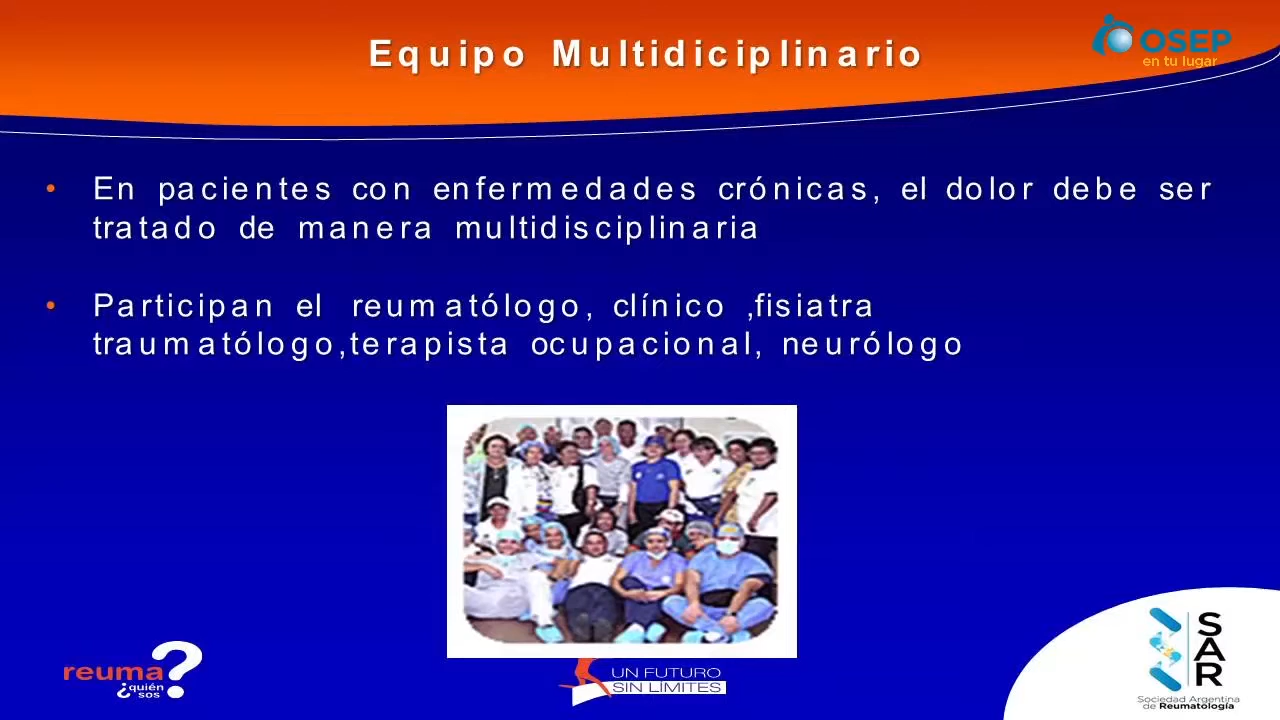 Equipo Multidiciplinario
OSEP
en tu lugar
• En pacientes con enfermedades crónicas, el dolor debe ser
tratado de manera multidisciplinaria
• Participan el reumatólogo, clínico ,fisiatra
traumatólogo,terapista ocupacional, neurólogo
reuma?
¿quién
sos
UN FUTURO
SIN LÍMITES
SAR
Sociedad Argentina
de Reumatología